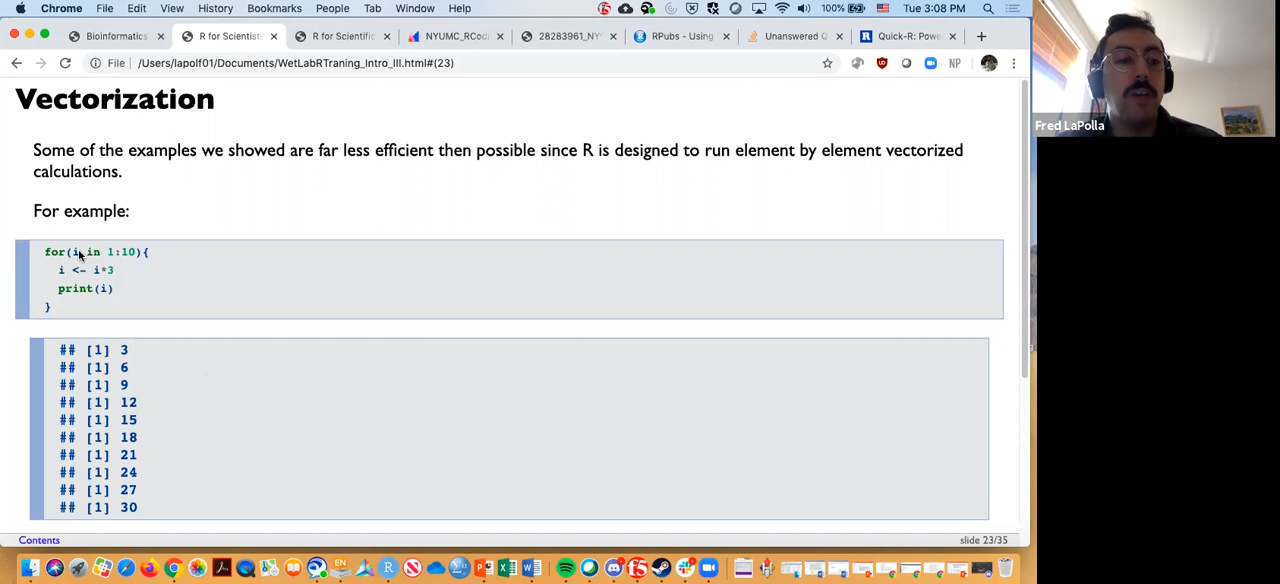 Chrome File Edit View History Bookmarks People Tab Window Help 100% Tue 3:08 PM
Bioinformatics R for Scientists R for Scientific NYUMC_RCodi 28283961_NY RPubs - Using Unanswered Q Quick-R: Powe
File /Users/lapolf01/Documents/WetLabRTraning_Intro_III.html#(23) NP
Vectorization
Some of the examples we showed are far less efficient then possible since R is designed to run element by element vectorized
calculations.
For example:
for(i in 1:10){
i <- i*3
print(i)
}
## [1] 3
## [1] 6
## [1] 9
## [1] 12
## [1] 15
## [1] 18
## [1] 21
## [1] 24
## [1] 27
## [1] 30
Contents
slide 23/35
Fred LaPolla